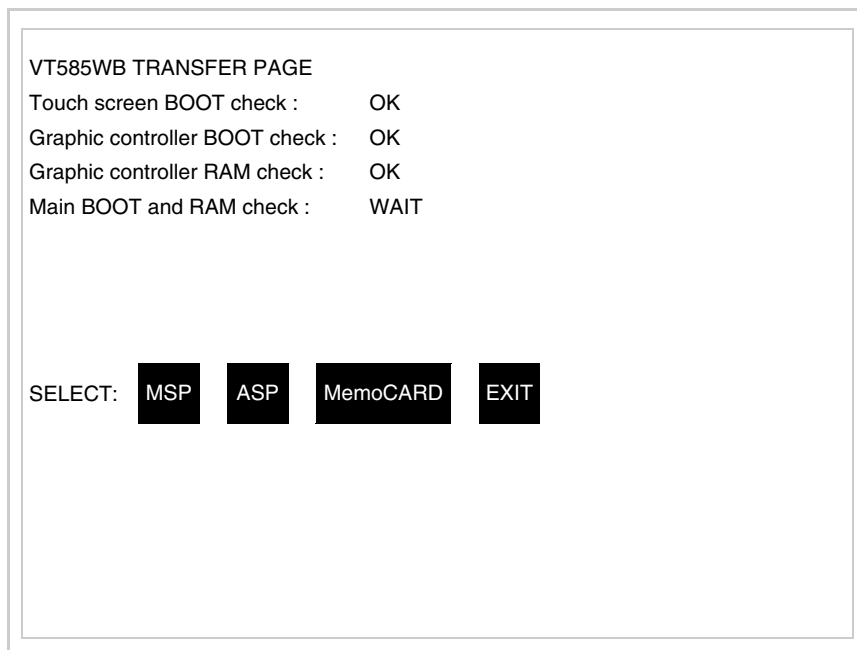 VT585WB TRANSFER PAGE
Touch screen BOOT check : OK
Graphic controller BOOT check : OK
Graphic controller RAM check : OK
Main BOOT and RAM check : WAIT
SELECT: MSP ASP MemoCARD EXIT